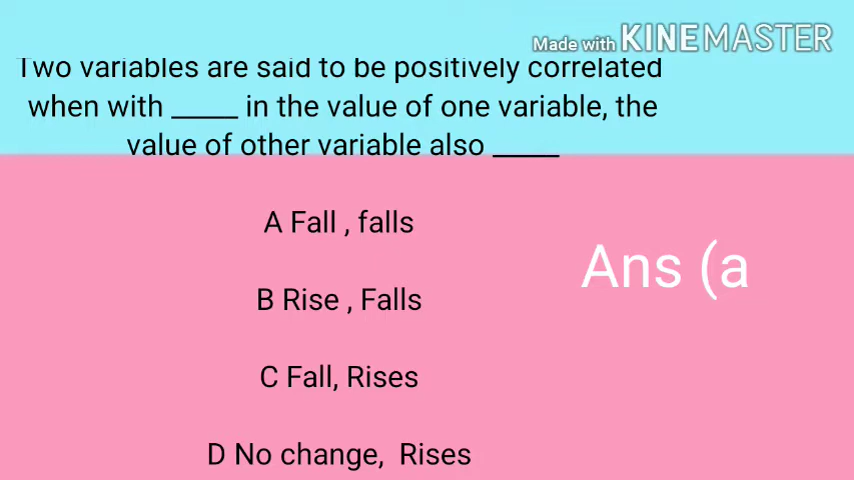 Made with KINEMASTER
Two variables are said to be positively correlated
when with _____ in the value of one variable, the
value of other variable also _____
A Fall , falls
Ans (a
B Rise , Falls
C Fall, Rises
D No change,  Rises